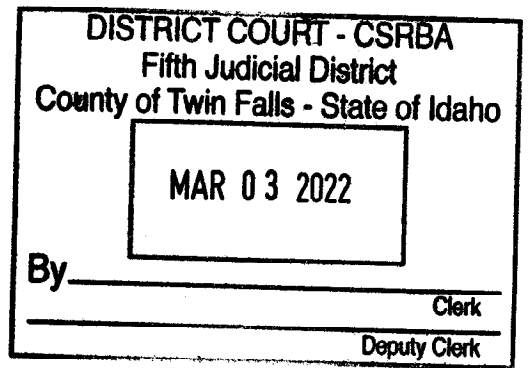 DISTRICT COURT - CSRBA
Fifth Judicial District
County of Twin Falls - State of Idaho
MAR 03 2022
By
Clerk
Deputy Clerk